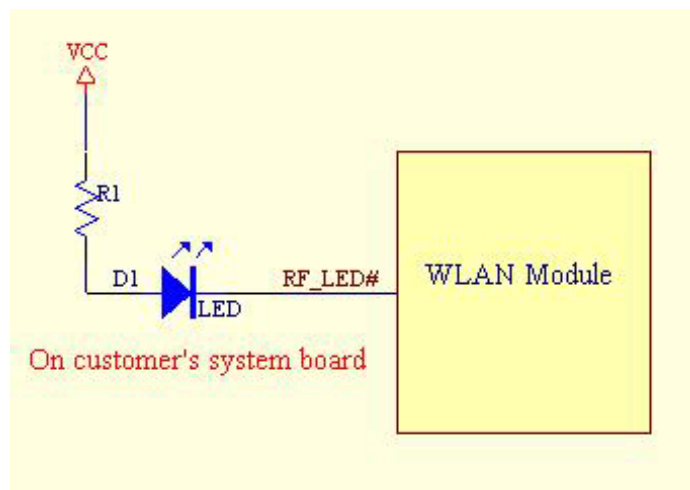 VCC
R1
D1
LED
RF_LED#
WLAN Module
On customer's system board